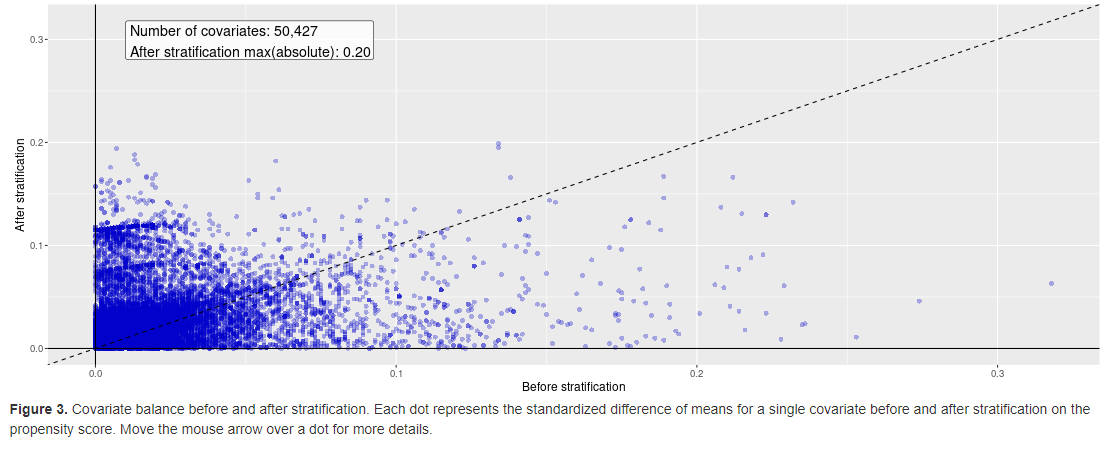 Number of covariates: 50,427
After stratification max(absolute): 0.20
After stratification
0.3
0.2
0.1
0.0
0.0
0.1
0.2
0.3
Before stratification
Figure 3. Covariate balance before and after stratification. Each dot represents the standardized difference of means for a single covariate before and after stratification on the
propensity score. Move the mouse arrow over a dot for more details.